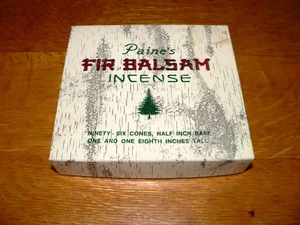 Paine's
FIR BALSAM
INCENSE
NINETY-SIX CONES, HALF INCH BASE
ONE AND ONE EIGHTH INCHES TALL